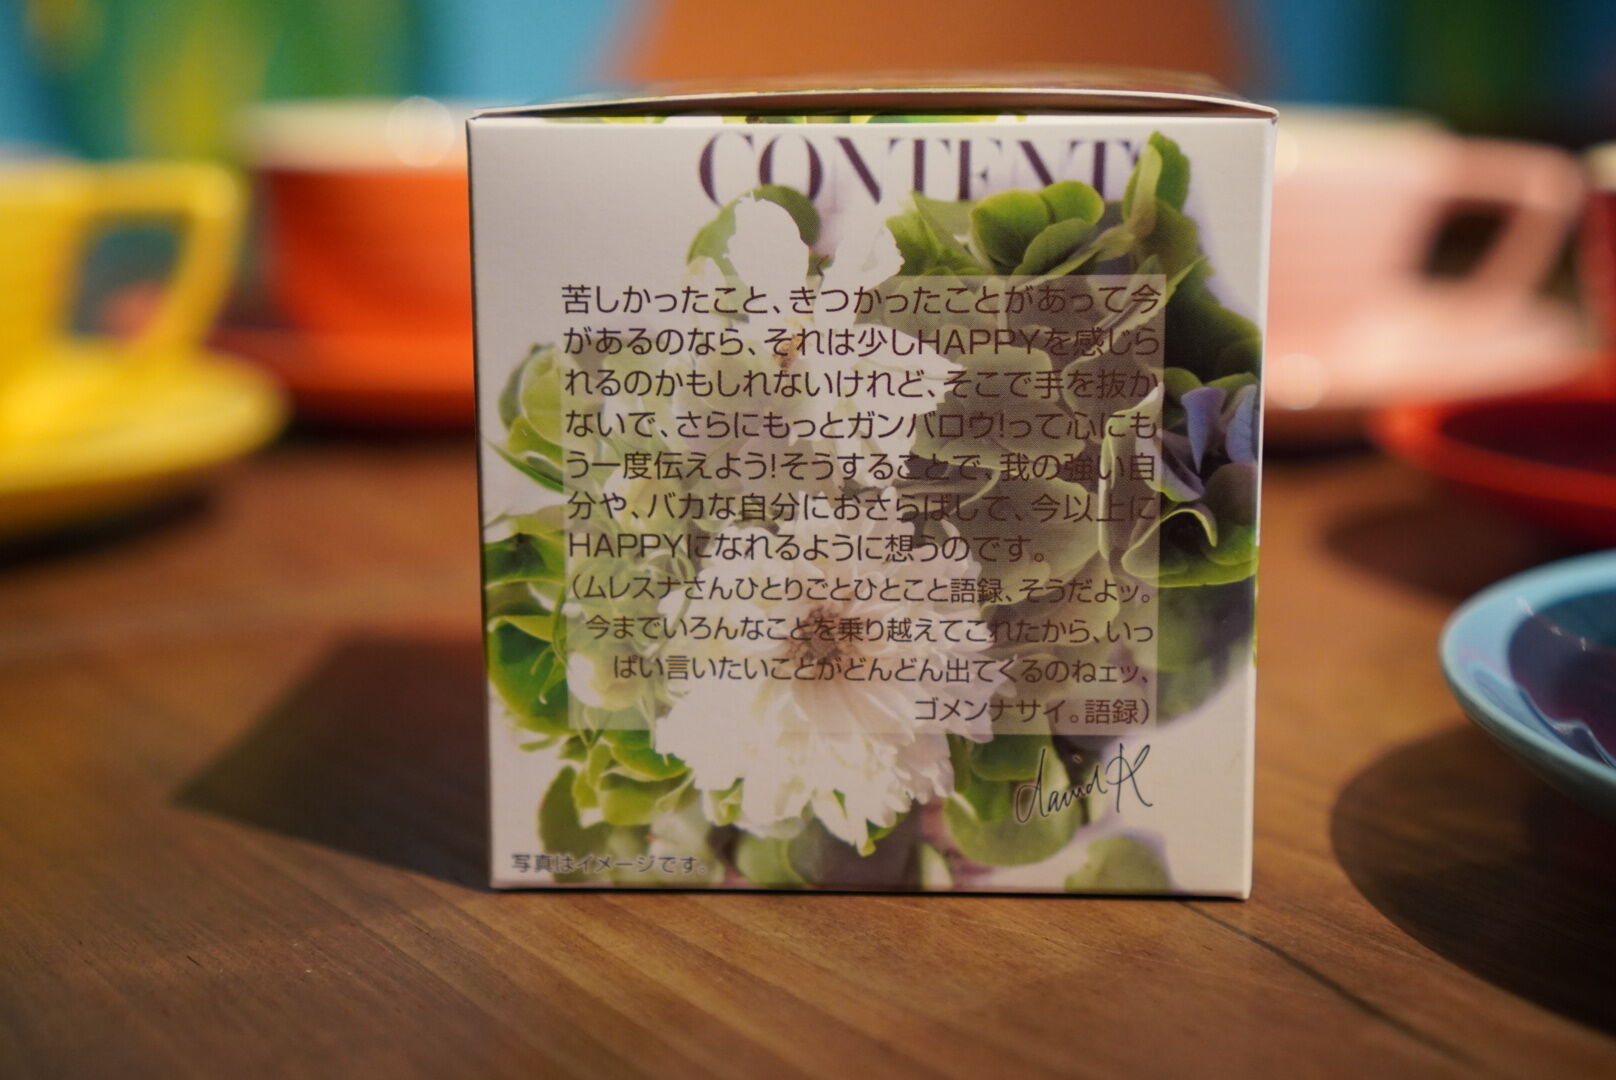 CONTENTS
苦しかったこと、きつかったことがあって今
があるのなら、それは少しHAPPYを感じら
れるのかもしれないけれど、そこで手を抜か
ないで、さらにもっとガンバロウ!って心にも
う一度伝えよう!そうすることで、我の強い自
分や、バカな自分におさらばして、今以上に
HAPPYになれるように想うのです。
(ムレスナさんひとりごとひとこと語録、そうだよッ。
今までいろんなことを乗り越えてこれたから、いっ
ぱい言いたいことがどんどん出てくるのねェッ、
ゴメンナサイ。語録)
david K
写真はイメージです。